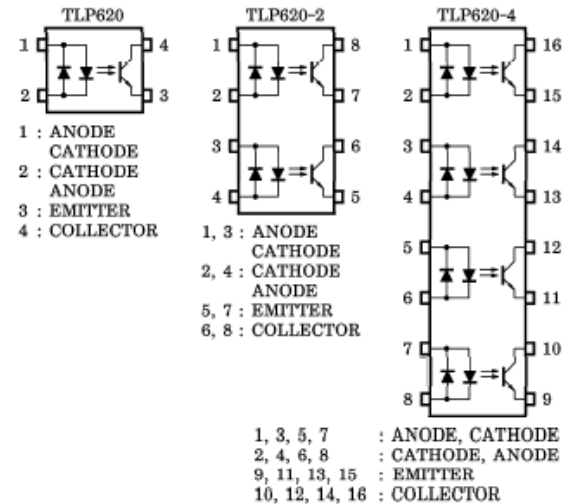 TLP620
1
4
2
3
1 : ANODE
CATHODE
2 : CATHODE
ANODE
3 : EMITTER
4 : COLLECTOR
TLP620-2
1
8
2
7
3
6
4
5
1, 3 : ANODE
CATHODE
2, 4 : CATHODE
ANODE
5, 7 : EMITTER
6, 8 : COLLECTOR
TLP620-4
1
16
2
15
3
14
4
13
5
12
6
11
7
10
8
9
1, 3, 5, 7 : ANODE, CATHODE
2, 4, 6, 8 : CATHODE, ANODE
9, 11, 13, 15 : EMITTER
10, 12, 14, 16 : COLLECTOR